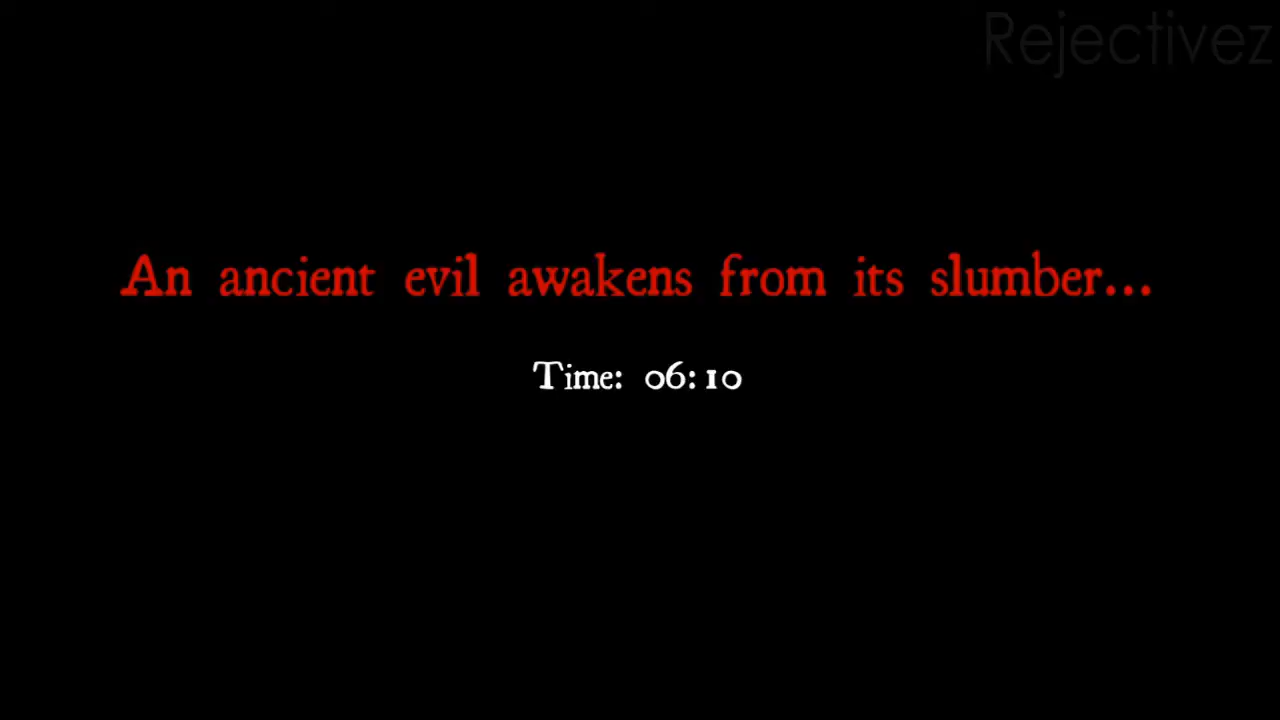 Rejectivez
An ancient evil awakens from its slumber...
Time: 06:10